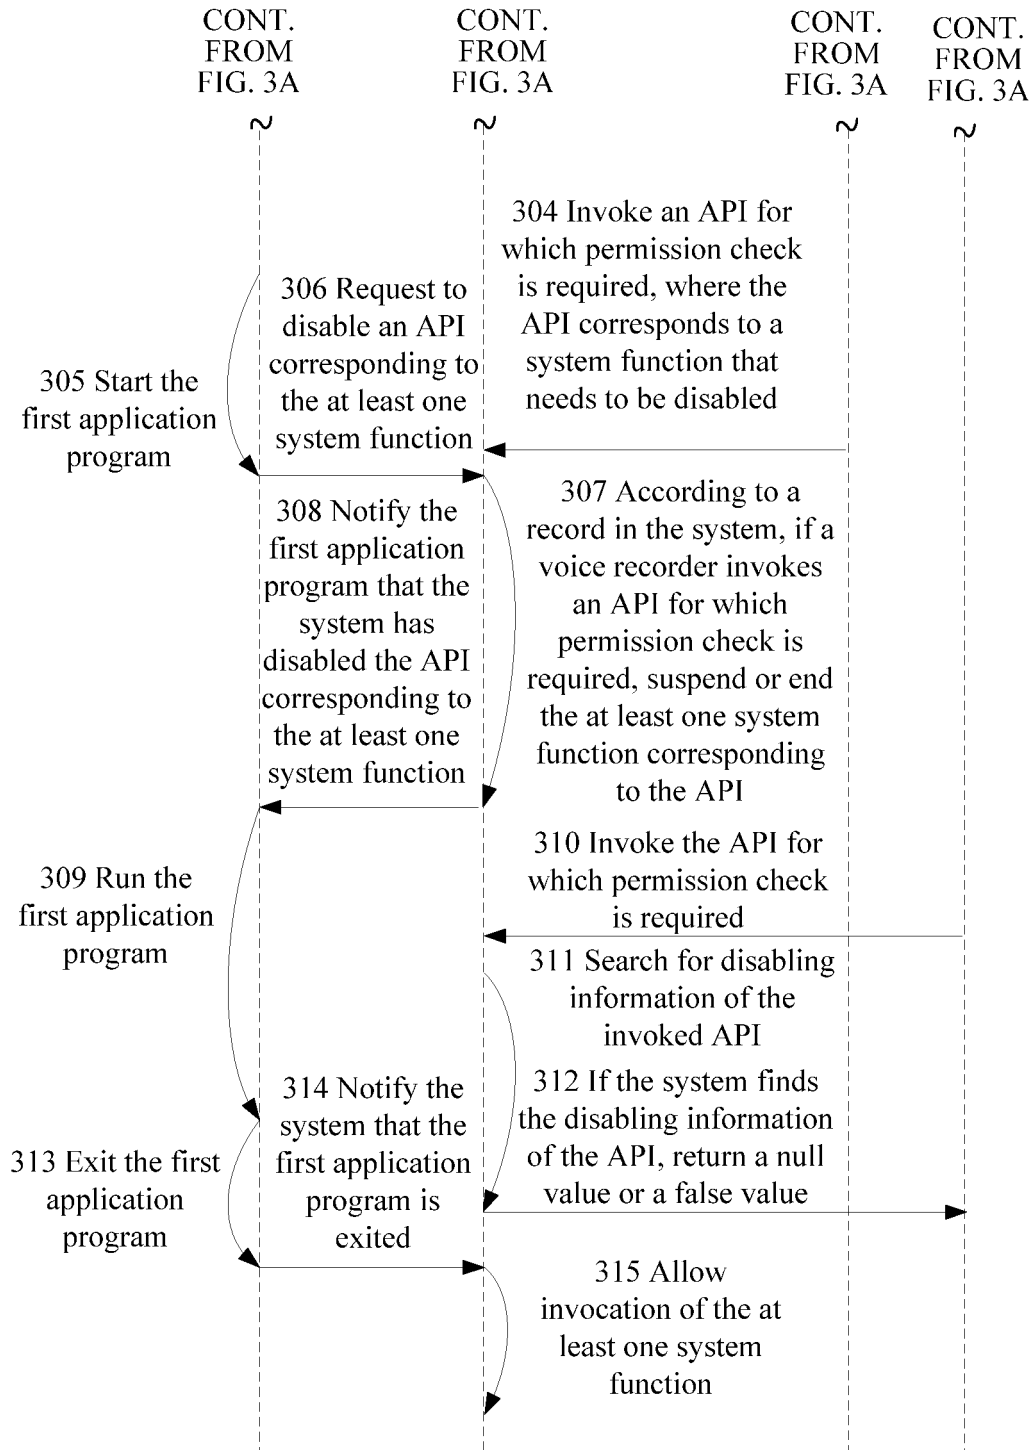 CONT.
FROM
FIG. 3A
CONT.
FROM
FIG. 3A
CONT.
FROM
FIG. 3A
CONT.
FROM
FIG. 3A
304 Invoke an API for
which permission check
is required, where the
API corresponds to a
system function that
needs to be disabled
305 Start the
first application
program
306 Request to
disable an API
corresponding to
the at least one
system function
307 According to a
record in the system, if a
voice recorder invokes
an API for which
permission check is
required, suspend or end
the at least one system
function corresponding
to the API
308 Notify the
first application
program that the
system has
disabled the API
corresponding to
the at least one
system function
309 Run the
first application
program
310 Invoke the API for
which permission check
is required
311 Search for disabling
information of the
invoked API
312 If the system finds
the disabling information
of the API, return a null
value or a false value
313 Exit the first
application
program
314 Notify the
system that the
first application
program is
exited
315 Allow
invocation of the at
least one system
function